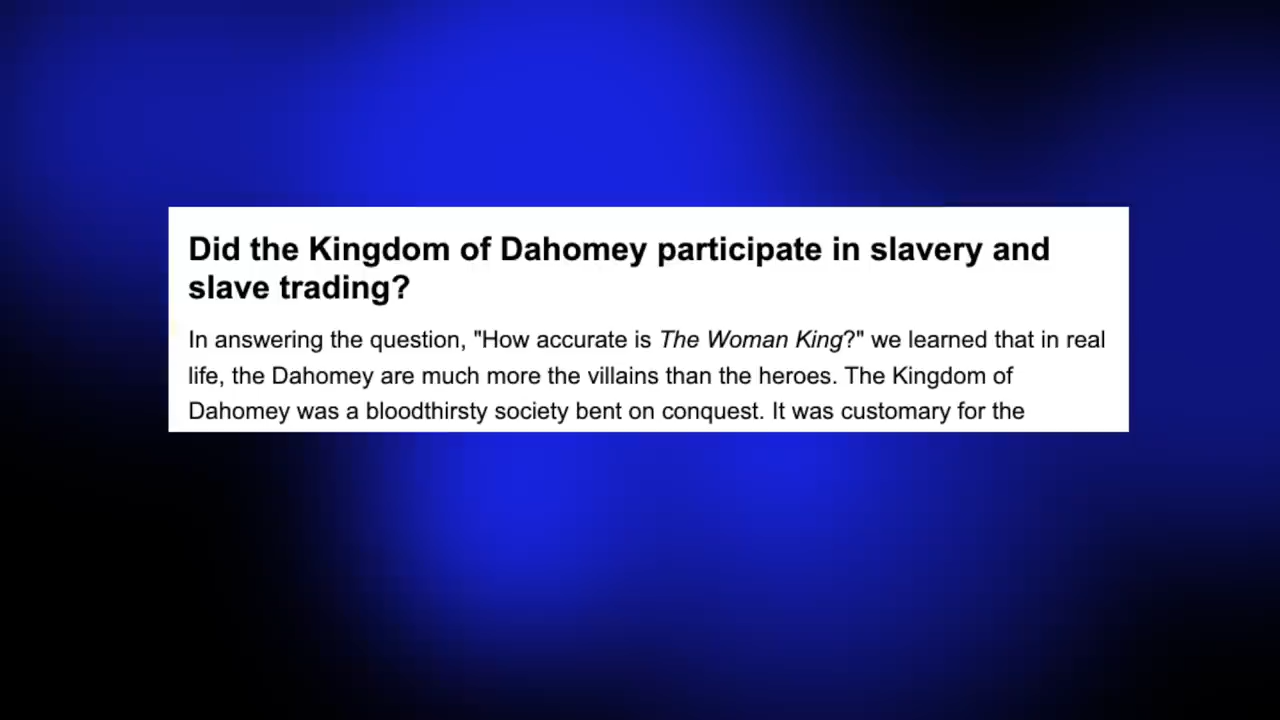 Did the Kingdom of Dahomey participate in slavery and
slave trading?
In answering the question, "How accurate is The Woman King?" we learned that in real
life, the Dahomey are much more the villains than the heroes. The Kingdom of
Dahomey was a bloodthirsty society bent on conquest. It was customary for the